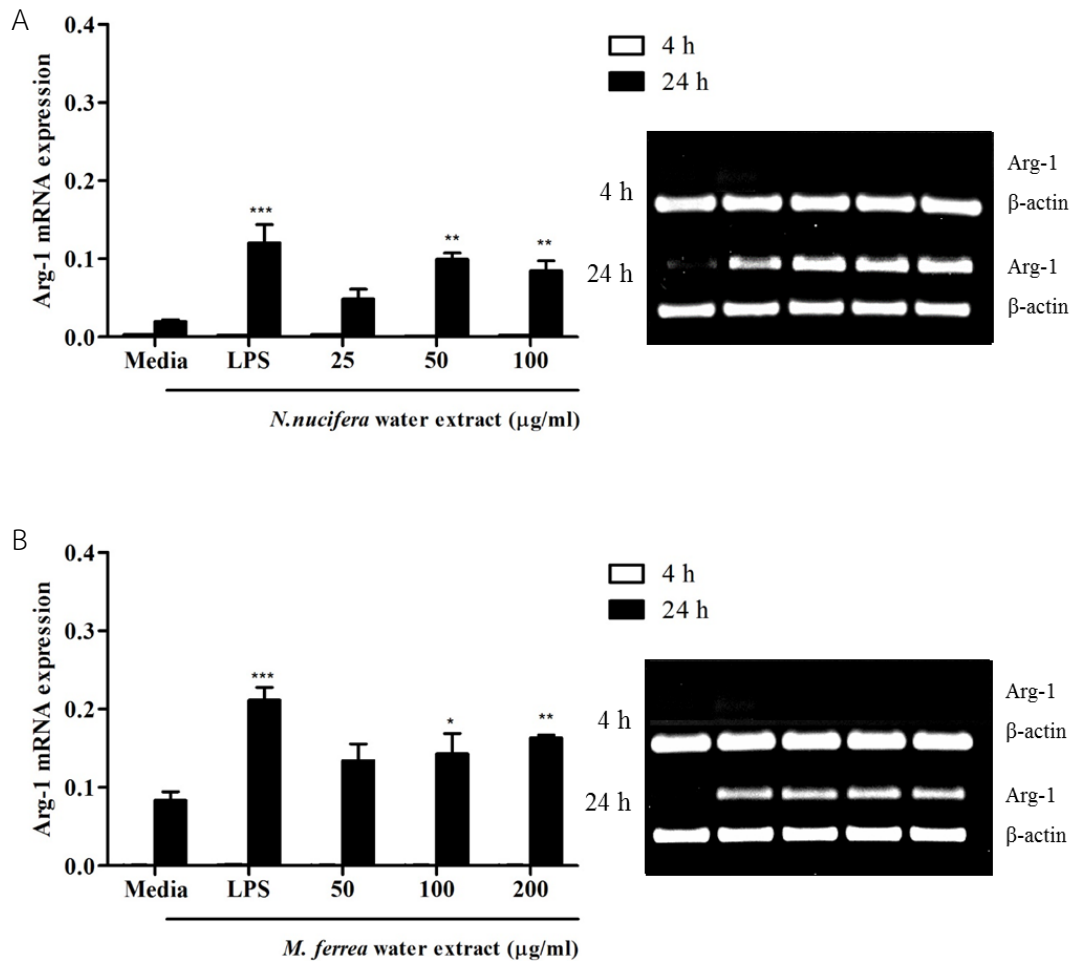 A
0.4
0.3
0.2
0.1
0.0
Arg-1 mRNA expression
***
**
**
Media LPS 25 50 100
N.nucifera water extract (μg/ml)
4 h
24 h
4 h
24 h
Arg-1
β-actin
Arg-1
β-actin
B
0.4
0.3
0.2
0.1
0.0
Arg-1 mRNA expression
***
*
**
Media LPS 50 100 200
M. ferrea water extract (μg/ml)
4 h
24 h
4 h
24 h
Arg-1
β-actin
Arg-1
β-actin